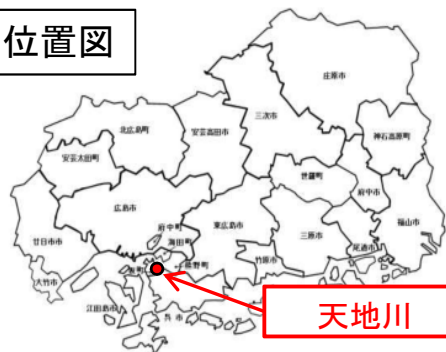 位置図
庄原市
三次市
北広島町
安芸高田市
神石高原町
安芸太田町
世羅町
府中市
広島市
東広島市
福山市
三原市
府中町
尾道市
廿日市市
海田町
竹原市
熊野町
坂町
大竹市
江田島市
呉市
天地川